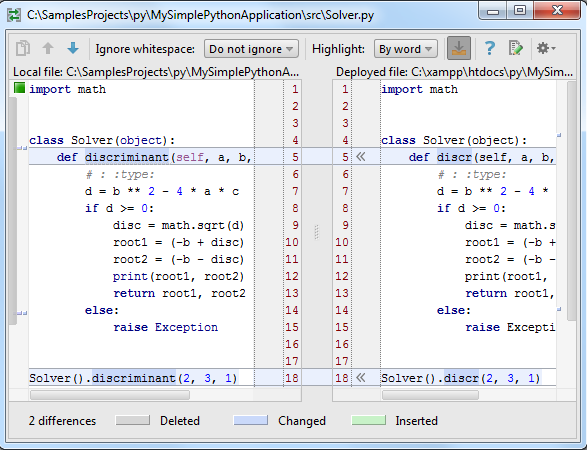 C:\SamplesProjects\py\MySimplePythonApplication\src\Solver.py
Ignore whitespace: Do not ignore Highlight: By word ?
Local file: C:\SamplesProjects\py\MySimplePythonA... Deployed file: C:\xampp\htdocs\py\MySim...
import math 1 1 import math
2 2
3 3
class Solver(object): 4 4 class Solver(object):
def discriminant(self, a, b, 5 5 « def discr(self, a, b,
# : :type: 6 6 # : :type:
d = b ** 2 - 4 * a * c 7 7 d = b ** 2 - 4 *
if d >= 0: 8 8 if d >= 0:
disc = math.sqrt(d) 9 9 disc = math.s
root1 = (-b + disc) 10 10 root1 = (-b +
root2 = (-b - disc) 11 11 root2 = (-b -
print(root1, root2) 12 12 print(root1,
return root1, root2 13 13 return root1,
else: 14 14 else:
raise Exception 15 15 raise Excepti
16 16
17 17
Solver().discriminant(2, 3, 1) 18 18 « Solver().discr(2, 3, 1)
2 differences Deleted Changed Inserted